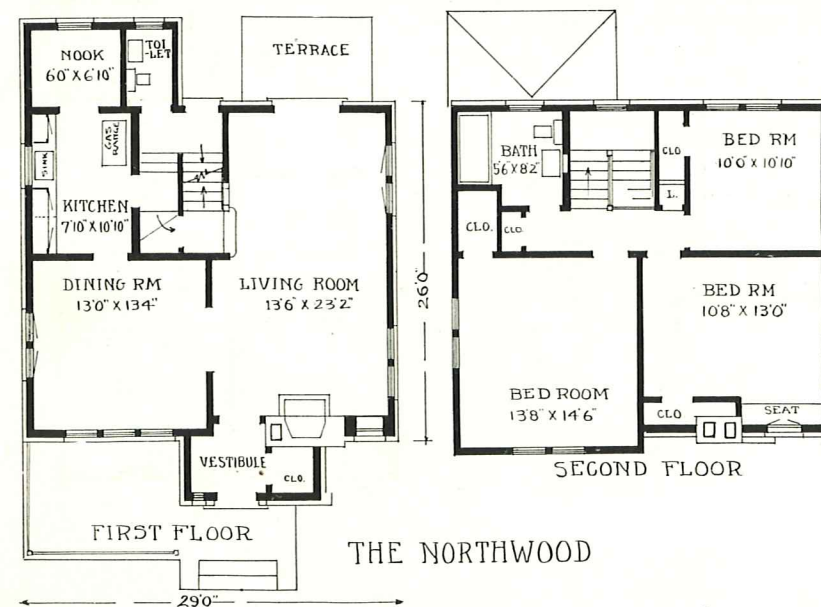 NOOK
6'0" X 6'10"
TOI
-LET
TERRACE
GAS
RANGE
SINK
KITCHEN
7'10" X 10'10"
DINING RM
13'0" X 13'4"
LIVING ROOM
13'6" X 23'2"
26'0"
VESTIBULE
CLO.
FIRST FLOOR
29'0"
BATH
5'6" X 8'2"
CLO
L.
BED RM
10'0" X 10'10"
CLO.
CLO.
BED RM
10'8" X 13'0"
BED ROOM
13'8" X 14'6"
CLO
SEAT
SECOND FLOOR
THE NORTHWOOD